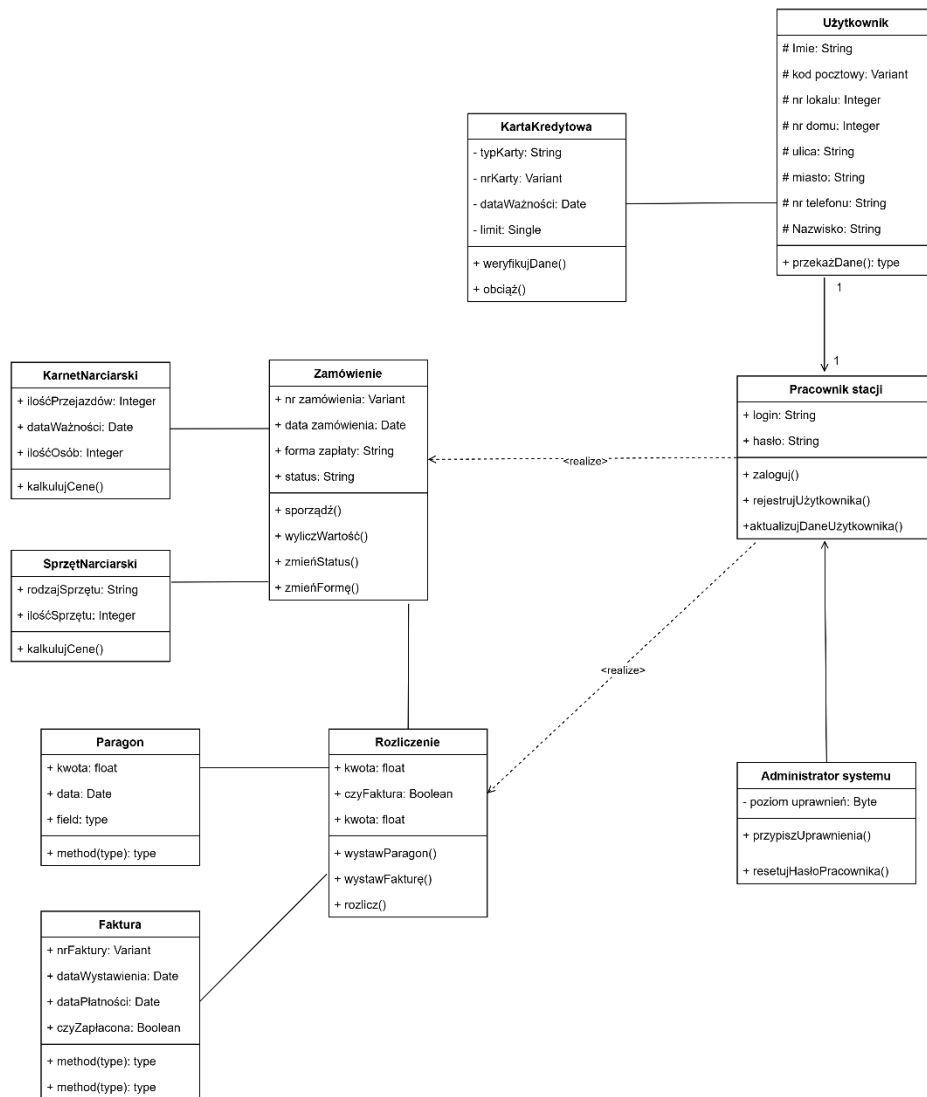 Użytkownik
# Imie: String
# kod pocztowy: Variant
# nr lokalu: Integer
# nr domu: Integer
# ulica: String
# miasto: String
# nr telefonu: String
# Nazwisko: String
+ przekażDane(): type
KartaKredytowa
- typKarty: String
- nrKarty: Variant
- dataWażności: Date
- limit: Single
+ weryfikujDane()
+ obciąż()
1
1
KarnetNarciarski
+ ilośćPrzejazdów: Integer
+ dataWażności: Date
+ ilośćOsób: Integer
+ kalkulujCene()
Zamówienie
+ nr zamówienia: Variant
+ data zamówienia: Date
+ forma zapłaty: String
+ status: String
+ sporządź()
+ wyliczWartość()
+ zmieńStatus()
+ zmieńFormę()
<realize>
Pracownik stacji
+ login: String
+ hasło: String
+ zaloguj()
+ rejestrujUżytkownika()
+aktualizujDaneUżytkownika()
SprzętNarciarski
+ rodzajSprzętu: String
+ ilośćSprzętu: Integer
+ kalkulujCene()
<realize>
Paragon
+ kwota: float
+ data: Date
+ field: type
+ method(type): type
Rozliczenie
+ kwota: float
+ czyFaktura: Boolean
+ kwota: float
+ wystawParagon()
+ wystawFakturę()
+ rozlicz()
Administrator systemu
- poziom uprawnień: Byte
+ przypiszUprawnienia()
+ resetujHasłoPracownika()
Faktura
+ nrFaktury: Variant
+ dataWystawienia: Date
+ dataPłatności: Date
+ czyZapłacona: Boolean
+ method(type): type
+ method(type): type